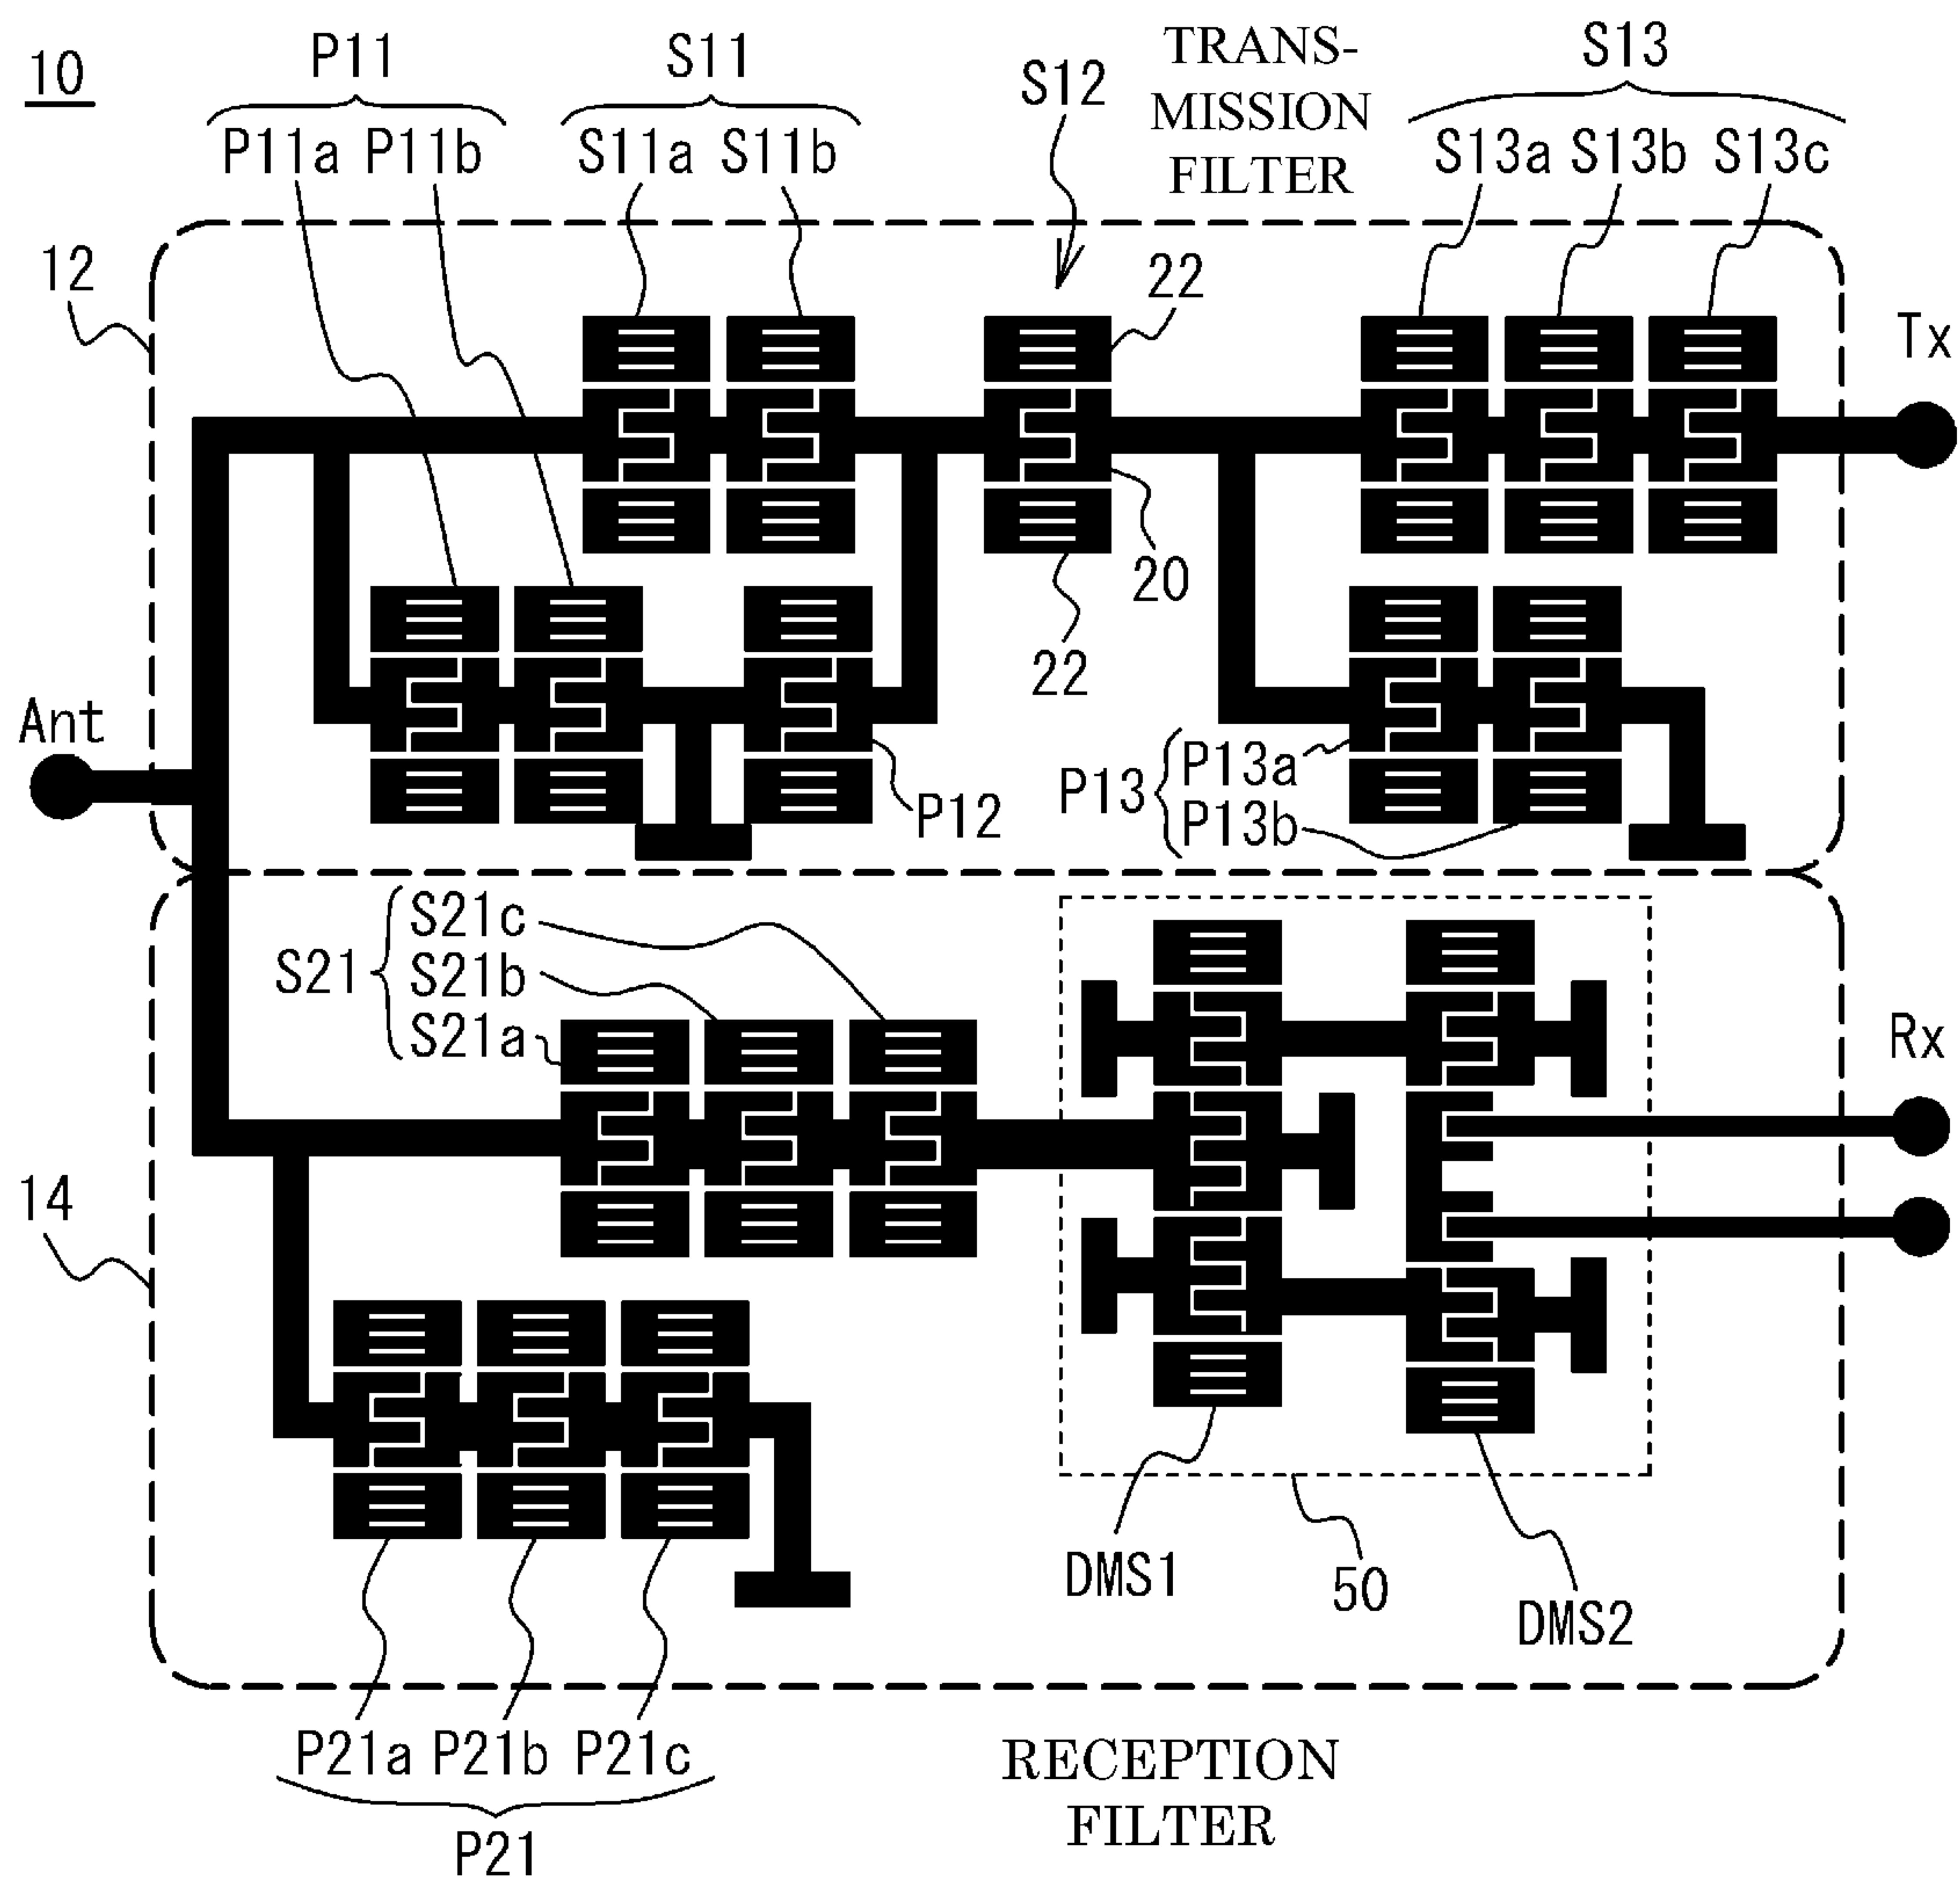 10
P11
S11
S12
TRANS-
MISSION
FILTER
S13
P11a P11b
S11a S11b
S13a S13b S13c
12
22
Tx
20
22
Ant
P12
P13
P13a
P13b
S21
S21c
S21b
S21a
Rx
14
DMS1
50
DMS2
P21a P21b P21c
P21
RECEPTION
FILTER